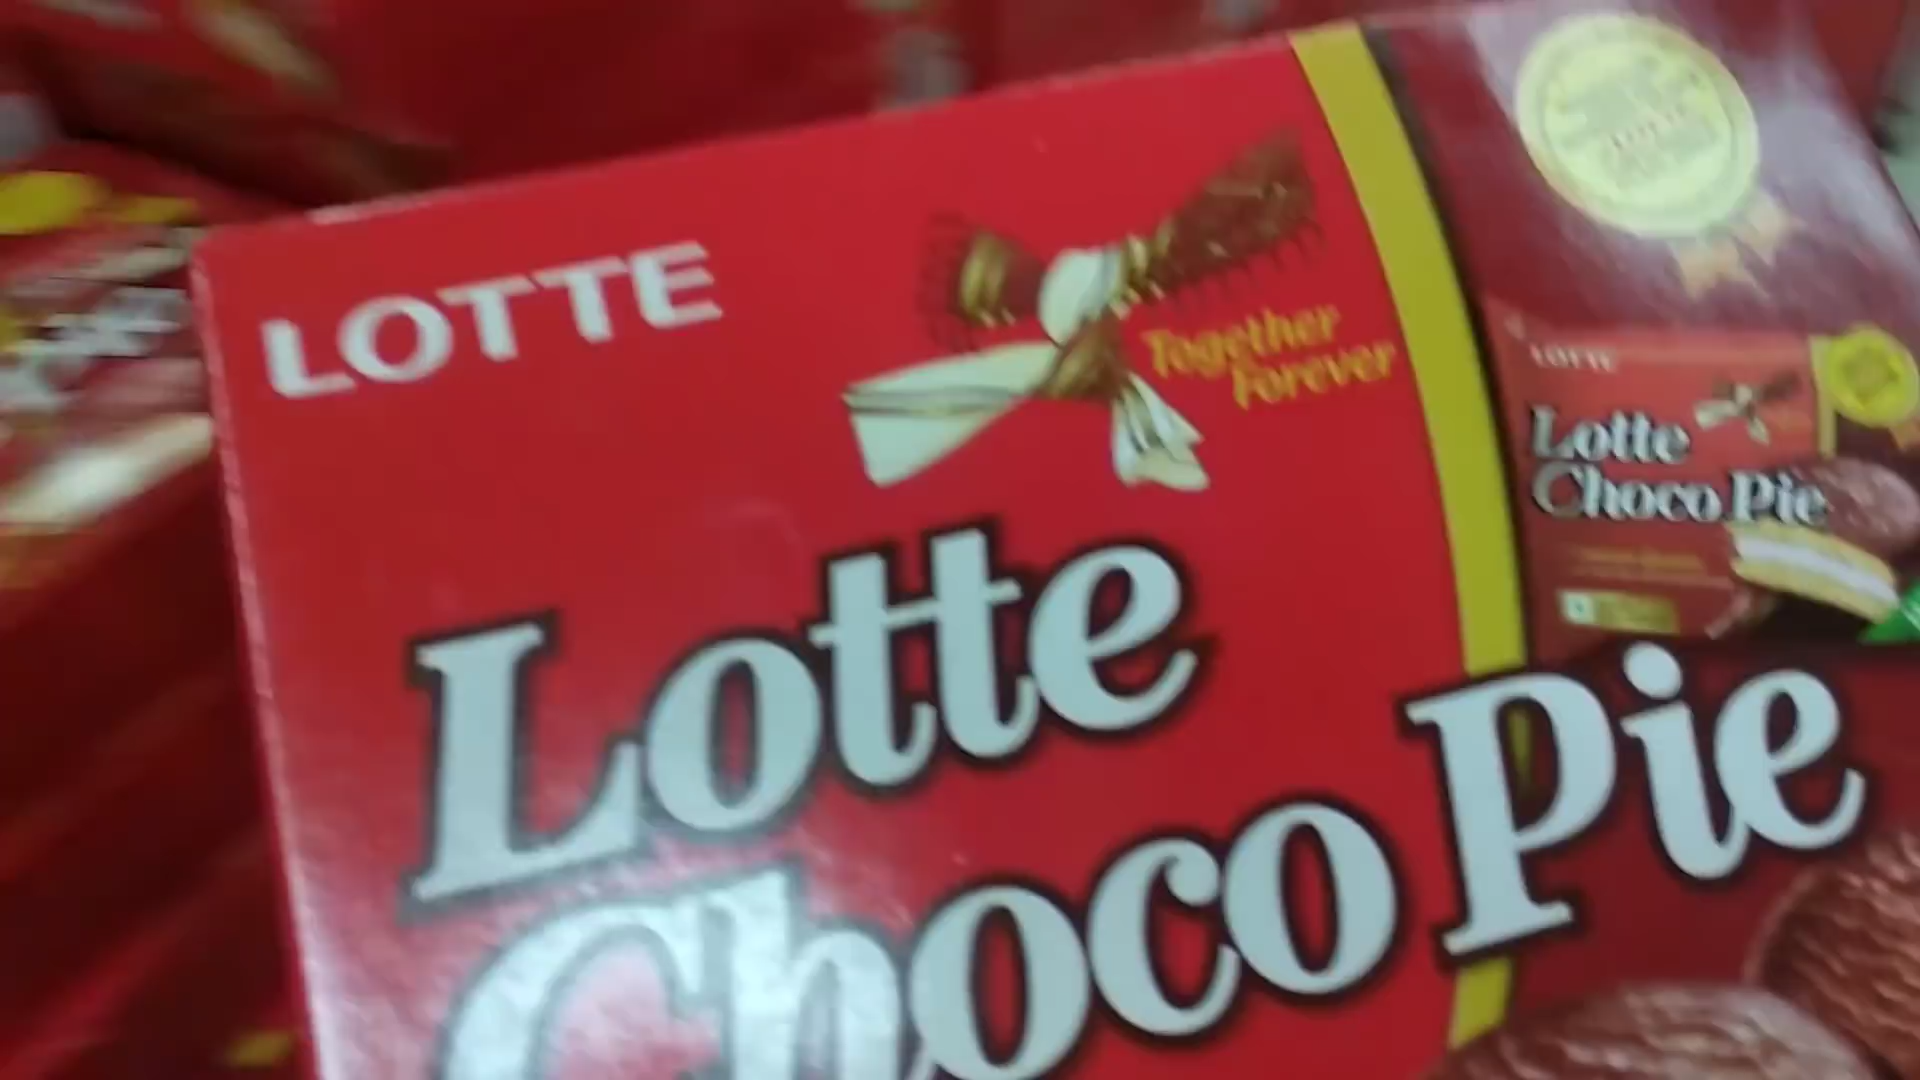 LOTTE
Together
Forever
Lotte
Choco Pie
LOTTE
Lotte
Choco Pie